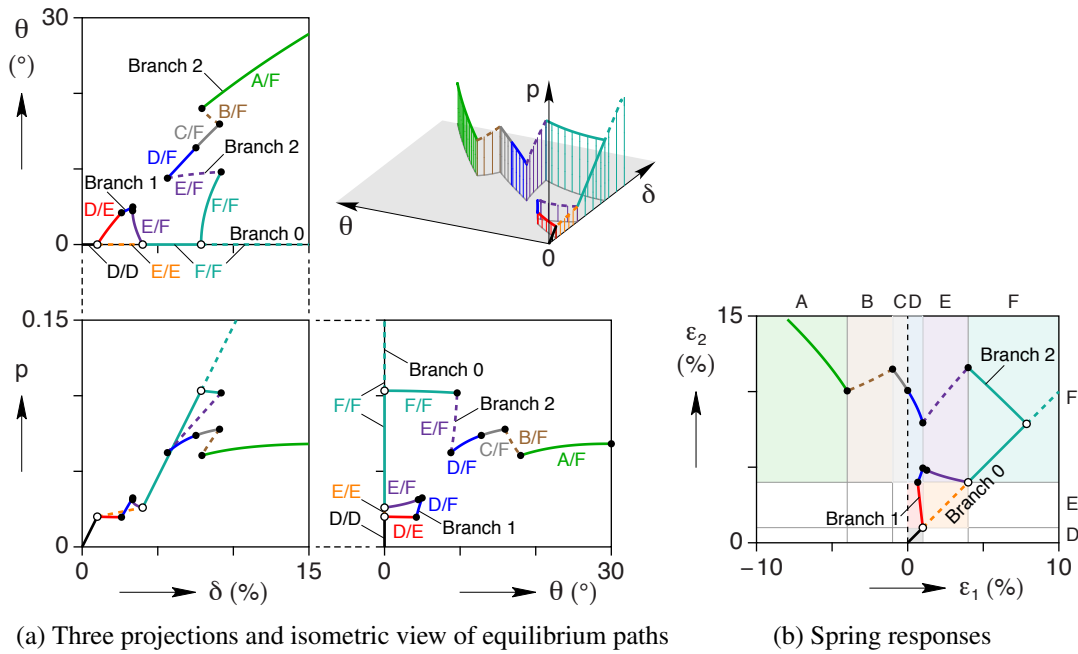 30
θ
(°)
Branch 2
A/F
B/F
C/F
D/F
Branch 2
E/F
Branch 1
D/E
E/F
F/F
Branch 0
0
D/D
E/E
F/F
p
δ
θ
0
0.15
p
0
0
δ (%)
15
Branch 0
F/F
Branch 2
E/F
B/F
D/F
C/F
A/F
E/E
E/F
D/F
D/D
D/E
Branch 1
0
θ (°)
30
A
B
C
D
E
F
15
ε2
(%)
Branch 2
F
Branch 0
Branch 1
E
D
0
−10
0
ε1 (%)
10
(a) Three projections and isometric view of equilibrium paths
(b) Spring responses